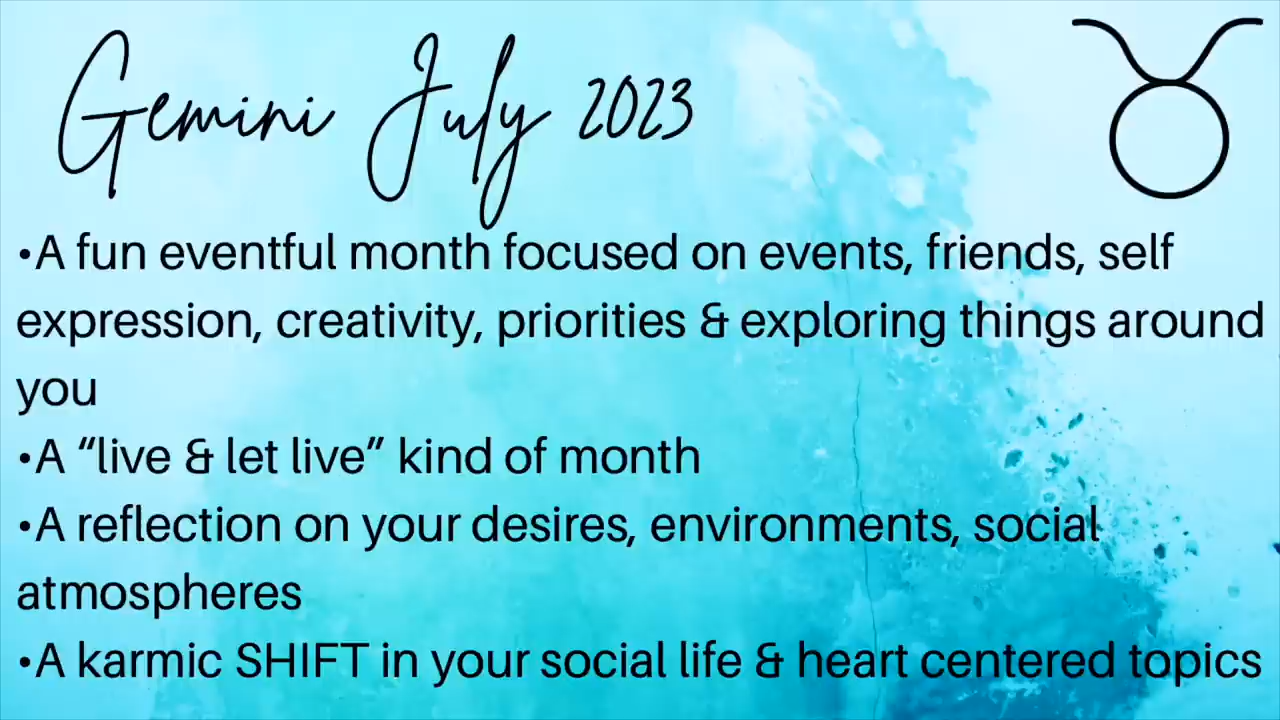 Gemini July 2023
•A fun eventful month focused on events, friends, self
expression, creativity, priorities & exploring things around
you
•A “live & let live” kind of month
•A reflection on your desires, environments, social
atmospheres
•A karmic SHIFT in your social life & heart centered topics